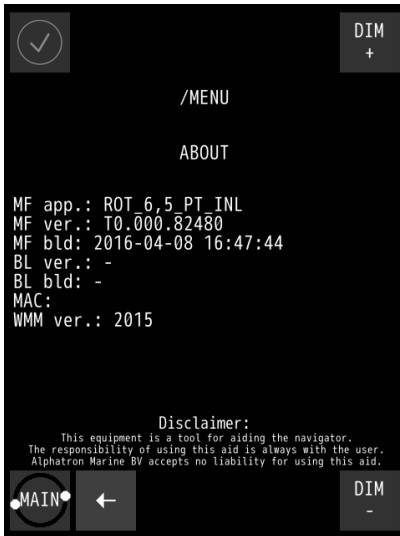 DIM
+
/MENU
ABOUT
MF app.: ROT_6,5_PT_INL
MF ver.: T0.000.82480
MF bld: 2016-04-08 16:47:44
BL ver.: -
BL bld: -
MAC:
WMM ver.: 2015
Disclaimer:
This equipment is a tool for aiding the navigator.
The responsibility of using this aid is always with the user.
Alphatron Marine BV accepts no liability for using this aid.
MAIN
DIM
-